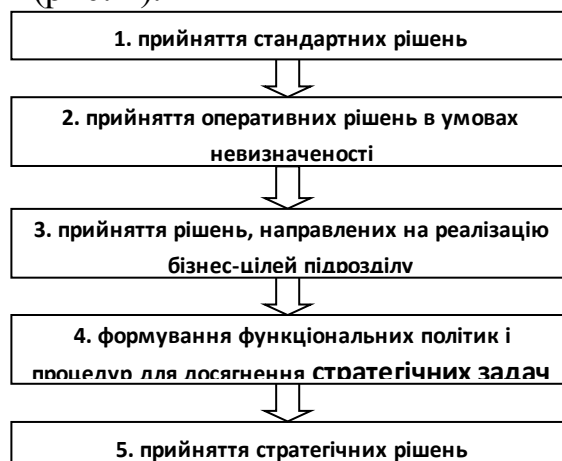 1. прийняття стандартних рішень
2. прийняття оперативних рішень в умовах
невизначеності
3. прийняття рішень, направлених на реалізацію
бізнес-цілей підрозділу
4. формування функціональних політик і
процедур для досягнення стратегічних задач
5. прийняття стратегічних рішень